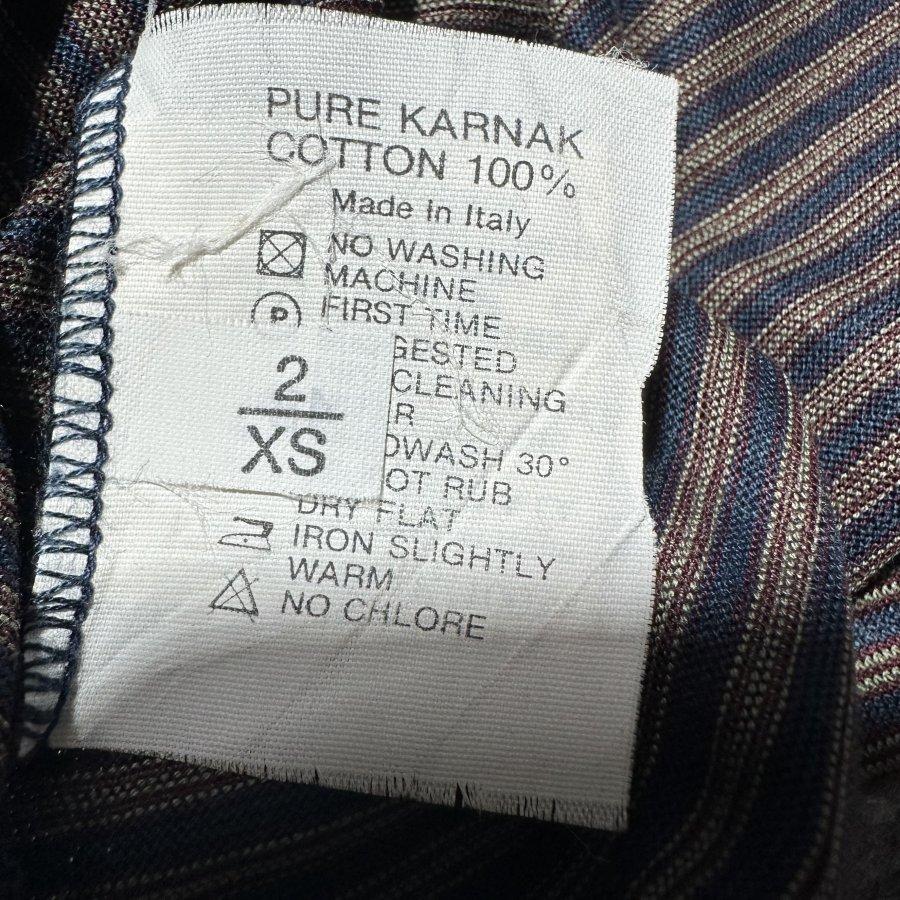 PURE KARNAK
COTTON 100%
Made in Italy
NO WASHING
MACHINE
P FIRST TIME
GESTED
CLEANING
R
DWASH 30°
OT RUB
2
XS
DRY FLAT
IRON SLIGHTLY
WARM
NO CHLORE